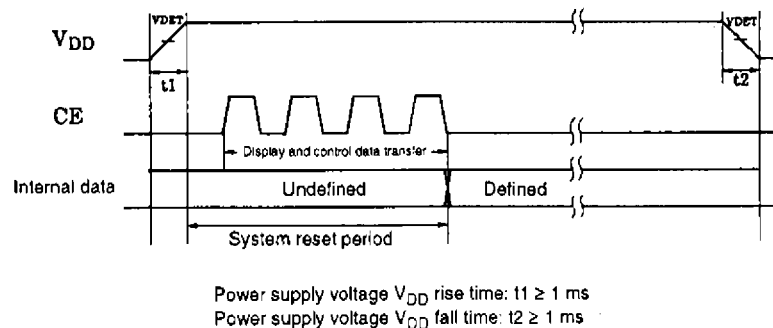 VDET
VDET
VDD
t1
t2
CE
Display and control data transfer
Internal data
Undefined
Defined
System reset period
Power supply voltage VDD rise time: t1 ≥ 1 ms
Power supply voltage VDD fall time: t2 ≥ 1 ms